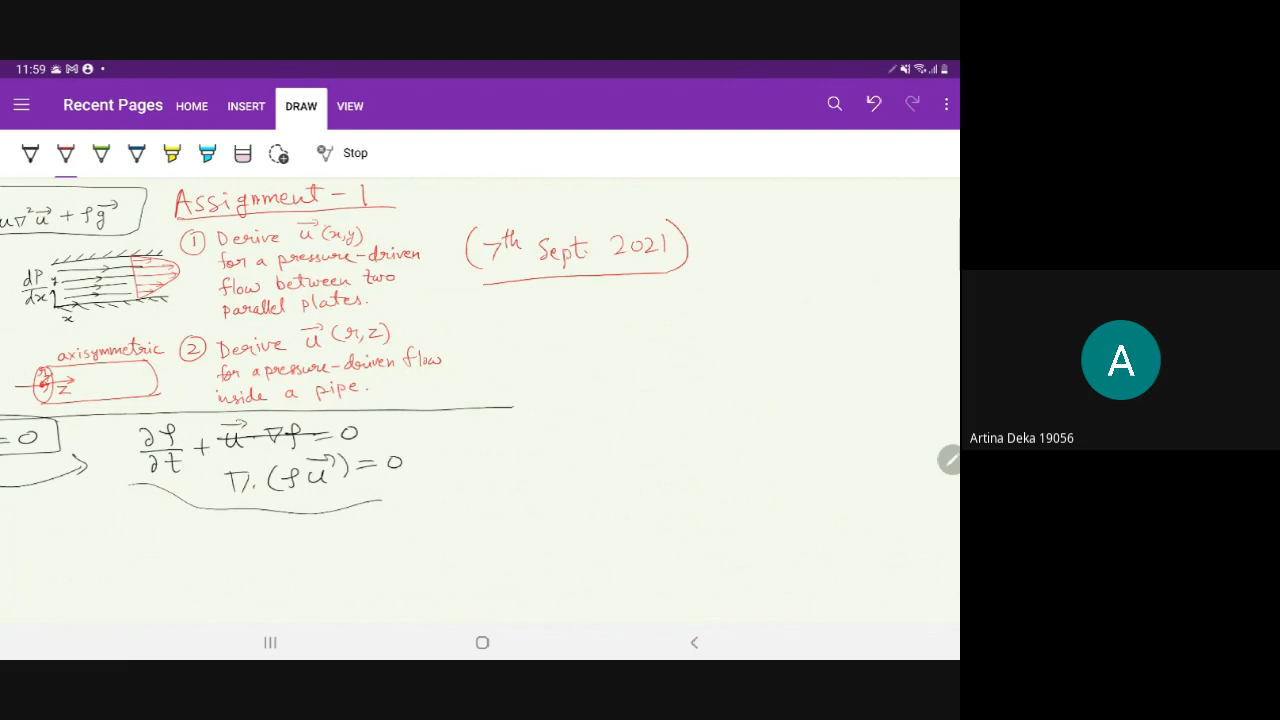 11:59
Recent Pages HOME INSERT DRAW VIEW
Stop
μ∇²u⃗ + ρg⃗
Assignment - 1
① Derive u⃗(x,y)
for a pressure-driven
flow between two
parallel plates.
(7th Sept. 2021)
dP/dx
y
x
axisymmetric
r
z
② Derive u⃗(r,z)
for a pressure-driven flow
inside a pipe.
= 0
∂ρ/∂t + u⃗·∇ρ = 0
∇·(ρu⃗) = 0
A
Artina Deka 19056